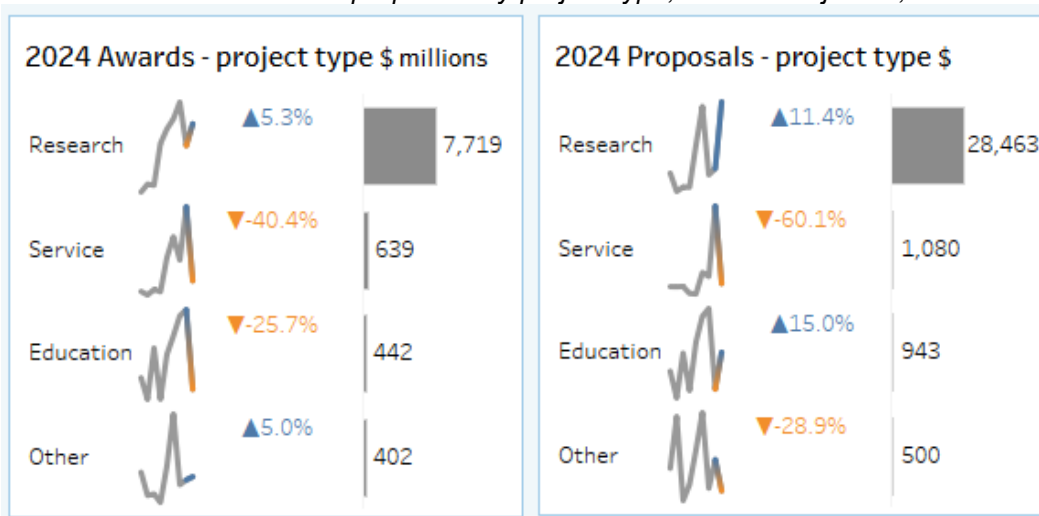 2024 Awards - project type $ millions
Research ▲5.3% 7,719
Service ▼-40.4% 639
Education ▼-25.7% 442
Other ▲5.0% 402
2024 Proposals - project type $
Research ▲11.4% 28,463
Service ▼-60.1% 1,080
Education ▲15.0% 943
Other ▼-28.9% 500